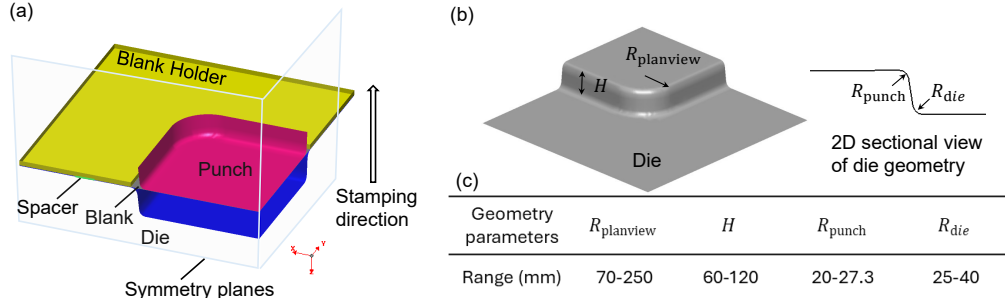 (a)
Blank Holder
Punch
Spacer
Blank
Die
Stamping
direction
Symmetry planes
X
Y
Z
(b)
R_planview
H
Die
R_punch
R_die
2D sectional view
of die geometry
(c)
Geometry parameters R_planview H R_punch R_die
Range (mm) 70-250 60-120 20-27.3 25-40